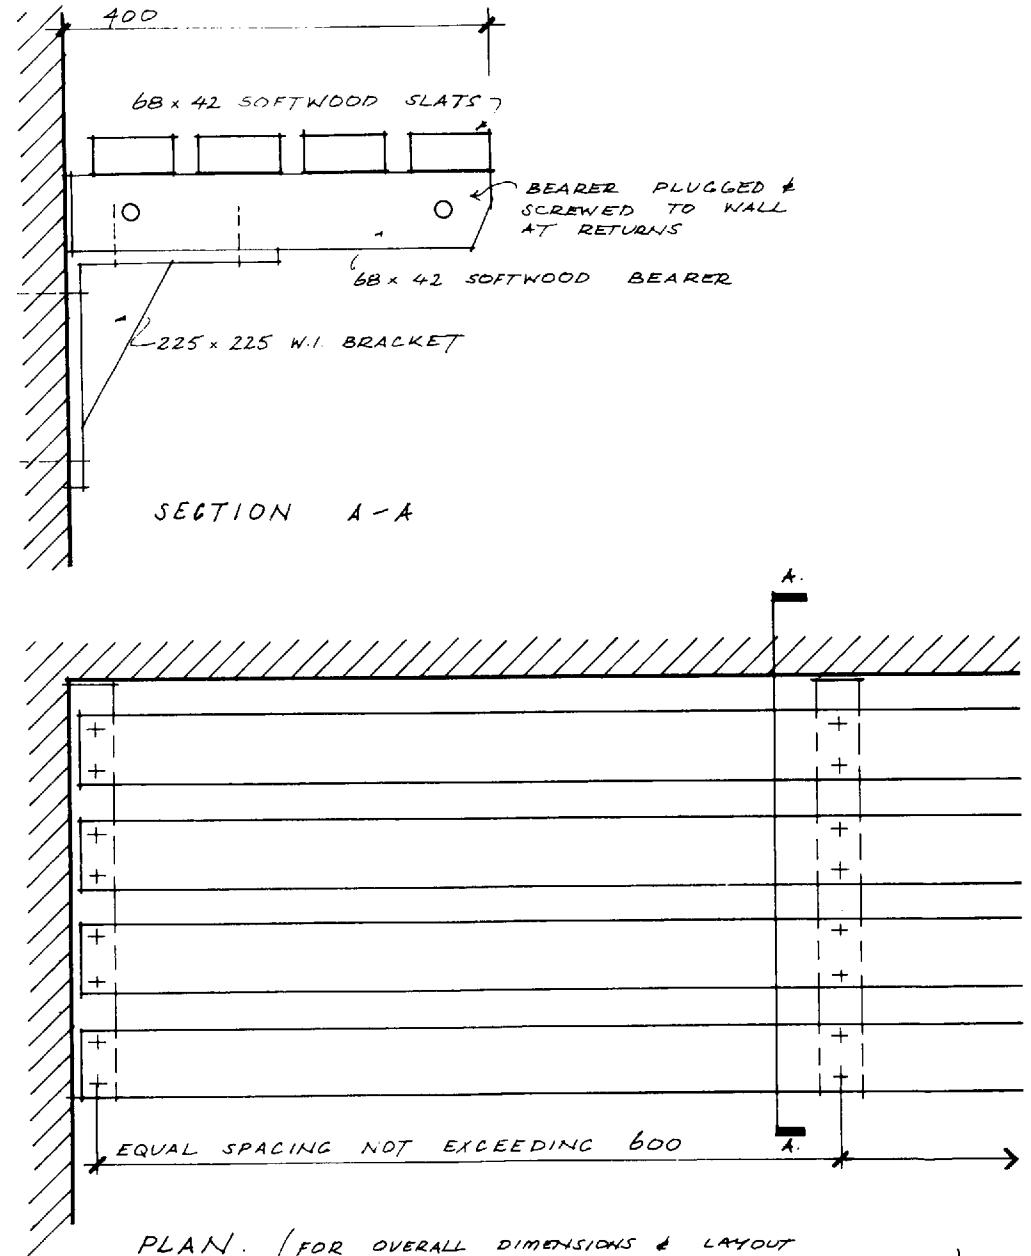 400
68 x 42 SOFTWOOD SLATS
BEARER PLUGGED &
SCREWED TO WALL
AT RETURNS
68 x 42 SOFTWOOD BEARER
225 x 225 W.I. BRACKET
SECTION A-A
A.
A.
EQUAL SPACING NOT EXCEEDING 600
PLAN. (FOR OVERALL DIMENSIONS & LAYOUT